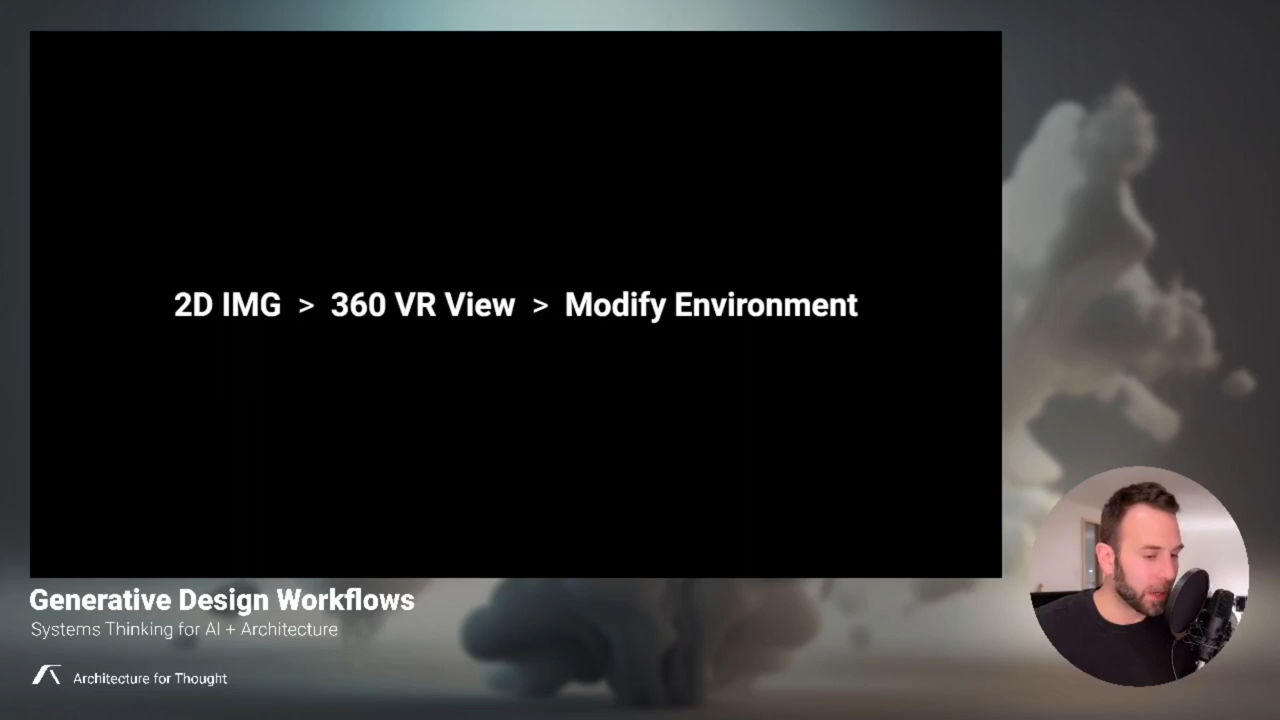 2D IMG > 360 VR View > Modify Environment
Generative Design Workflows
Systems Thinking for AI + Architecture
Architecture for Thought